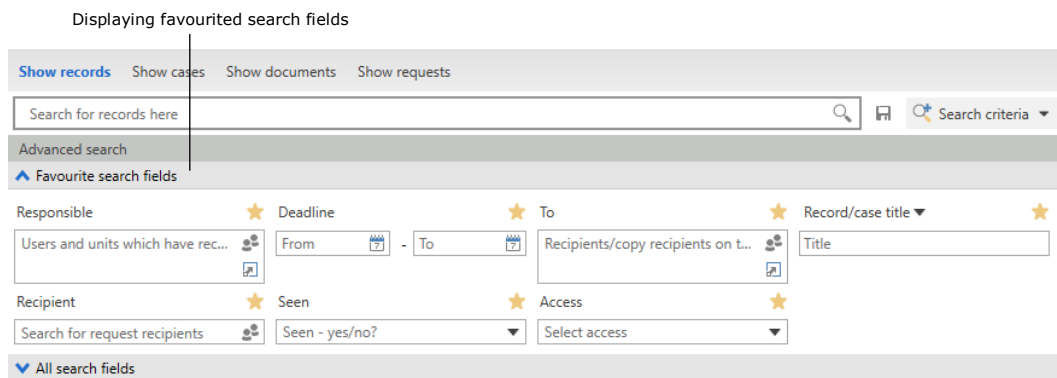 Displaying favourited search fields
Show records Show cases Show documents Show requests
Search for records here Search criteria
Advanced search
Favourite search fields
Responsible Deadline To Record/case title
Users and units which have rec... From 7 - To 7 Recipients/copy recipients on t... Title
Recipient Seen Access
Search for request recipients Seen - yes/no? Select access
All search fields